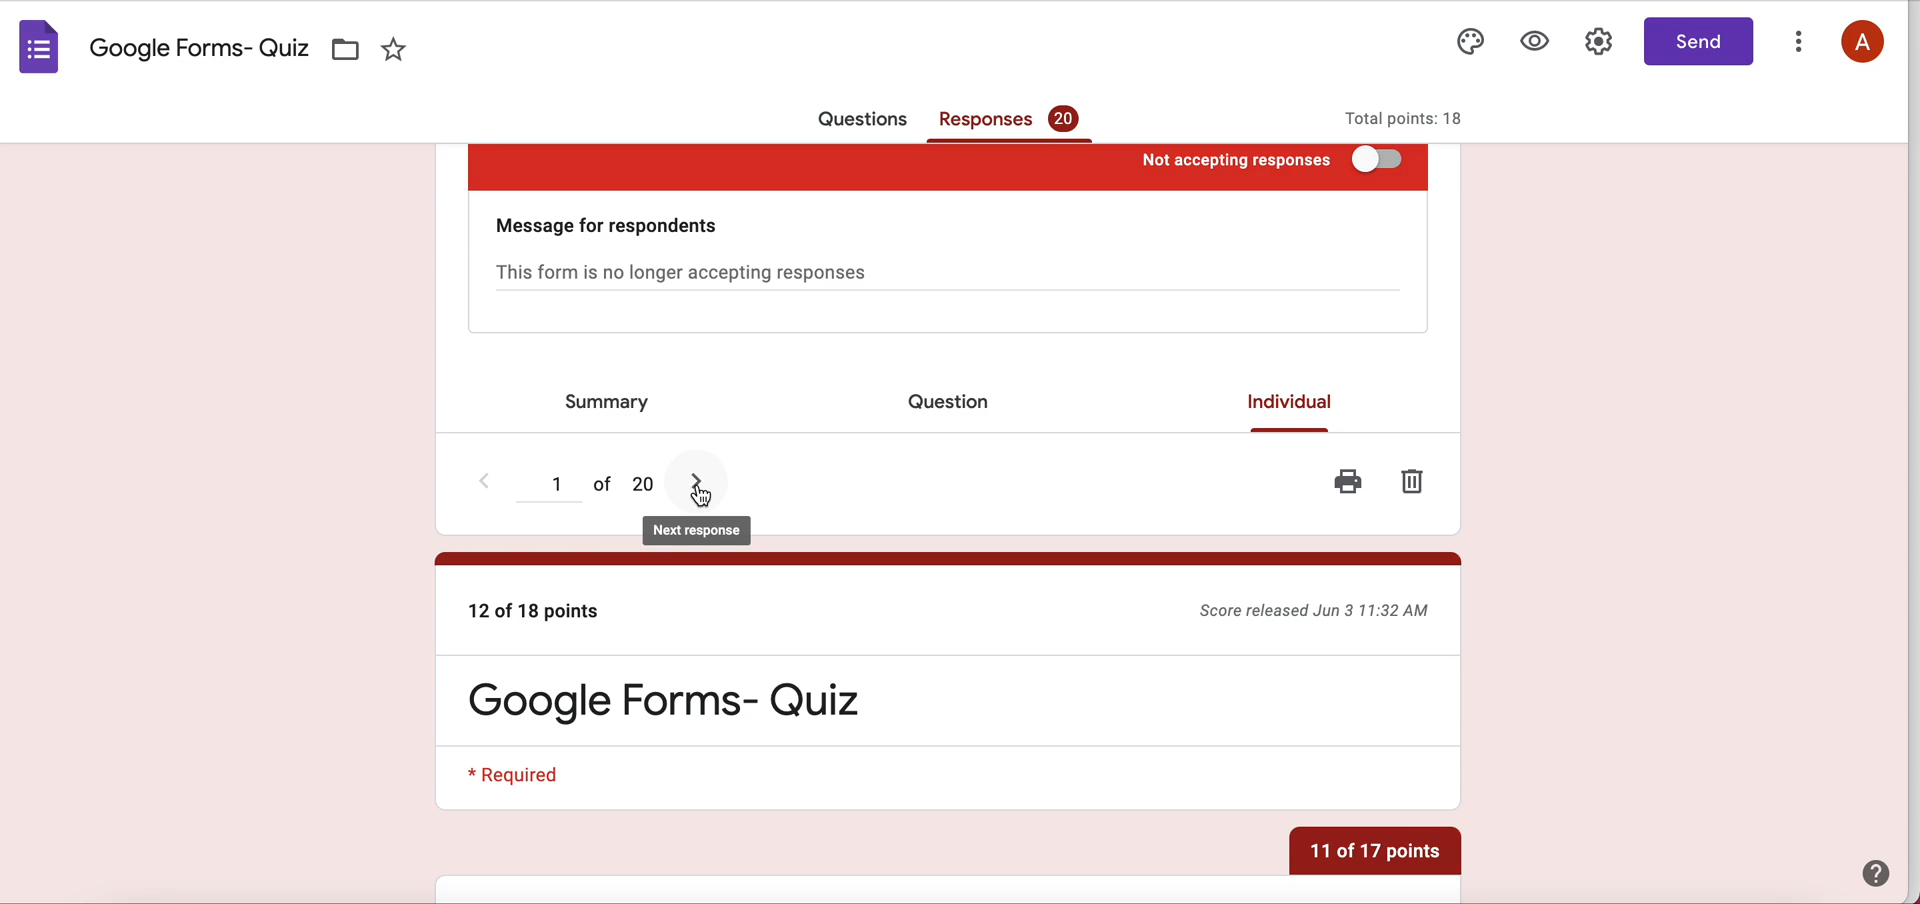 Google Forms- Quiz
Send
A
Questions
Responses 20
Total points: 18
Not accepting responses
Message for respondents
This form is no longer accepting responses
Summary
Question
Individual
1 of 20
Next response
12 of 18 points
Score released Jun 3 11:32 AM
Google Forms- Quiz
* Required
11 of 17 points
?